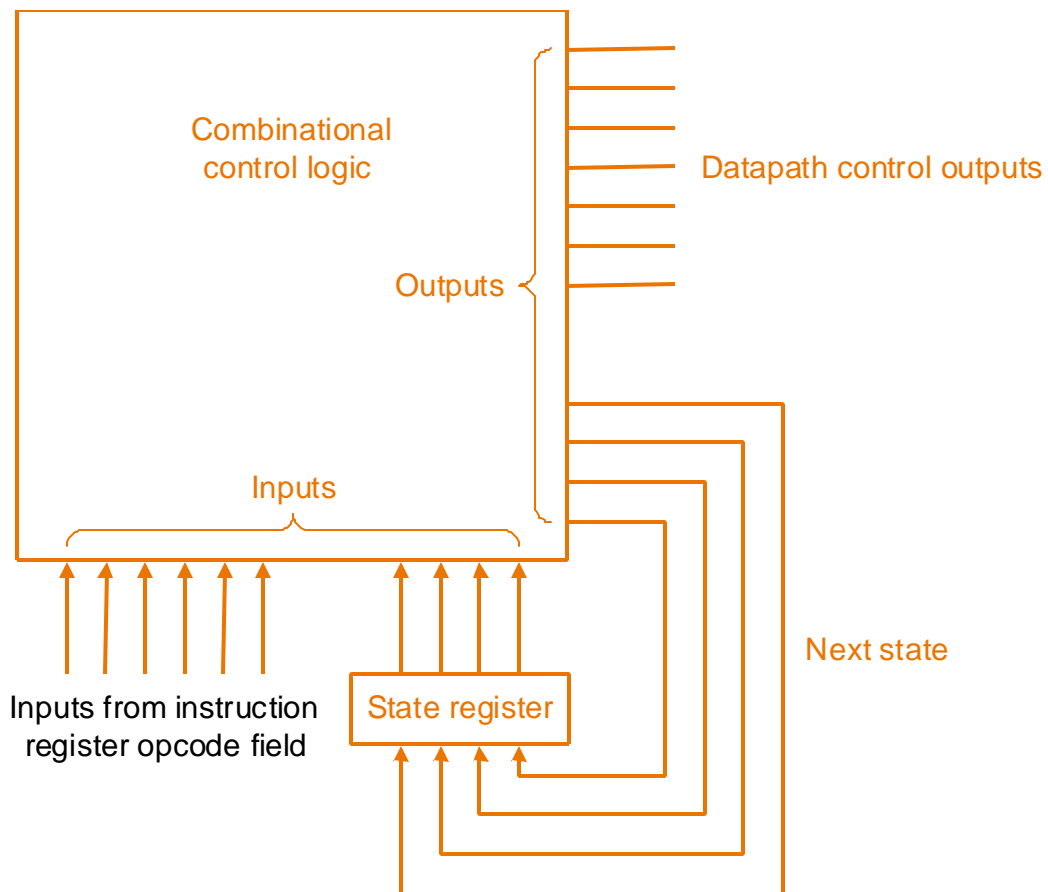 Combinational
control logic
Datapath control outputs
Outputs
Inputs
Next state
Inputs from instruction
register opcode field
State register